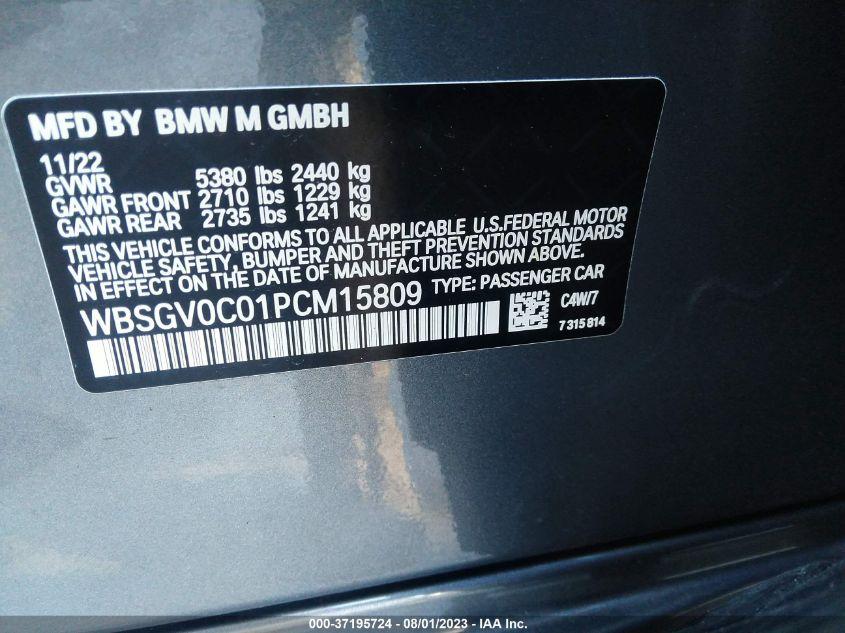 MFD BY BMW M GMBH
11/22
GVWR 5380 lbs 2440 kg
GAWR FRONT 2710 lbs 1229 kg
GAWR REAR 2735 lbs 1241 kg
THIS VEHICLE CONFORMS TO ALL APPLICABLE U.S.FEDERAL MOTOR
VEHICLE SAFETY, BUMPER AND THEFT PREVENTION STANDARDS
IN EFFECT ON THE DATE OF MANUFACTURE SHOWN ABOVE.
WBSGV0C01PCM15809 TYPE: PASSENGER CAR
C4W/7
7 315 814
000-37195724 - 08/01/2023 - IAA Inc.